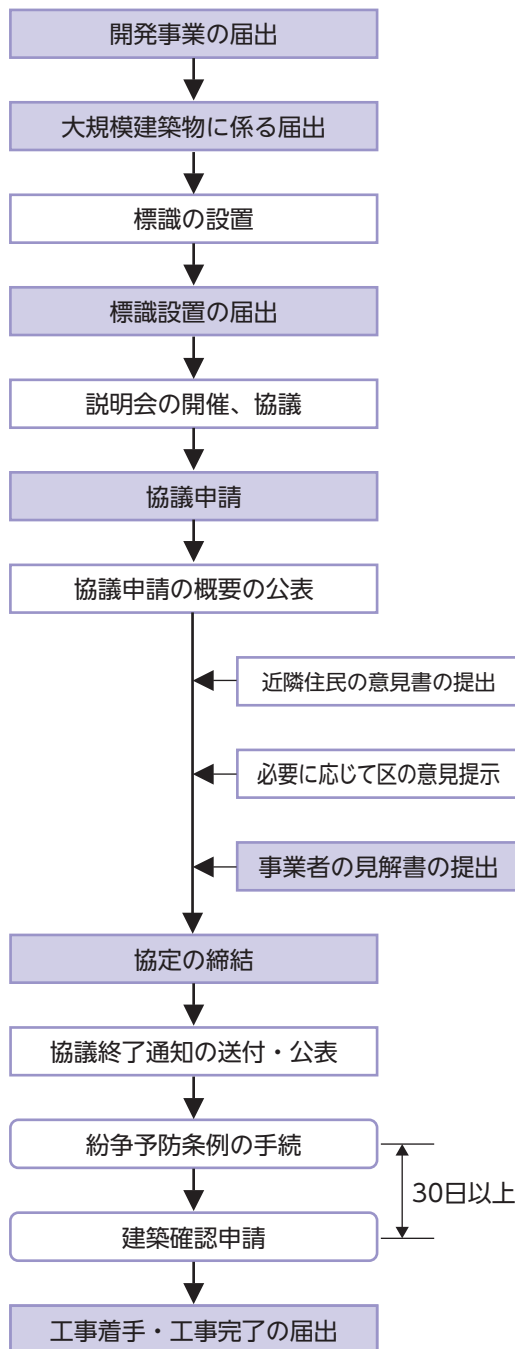 開発事業の届出
大規模建築物に係る届出
標識の設置
標識設置の届出
説明会の開催、協議
協議申請
協議申請の概要の公表
近隣住民の意見書の提出
必要に応じて区の意見提示
事業者の見解書の提出
協定の締結
協議終了通知の送付・公表
紛争予防条例の手続
30日以上
建築確認申請
工事着手・工事完了の届出